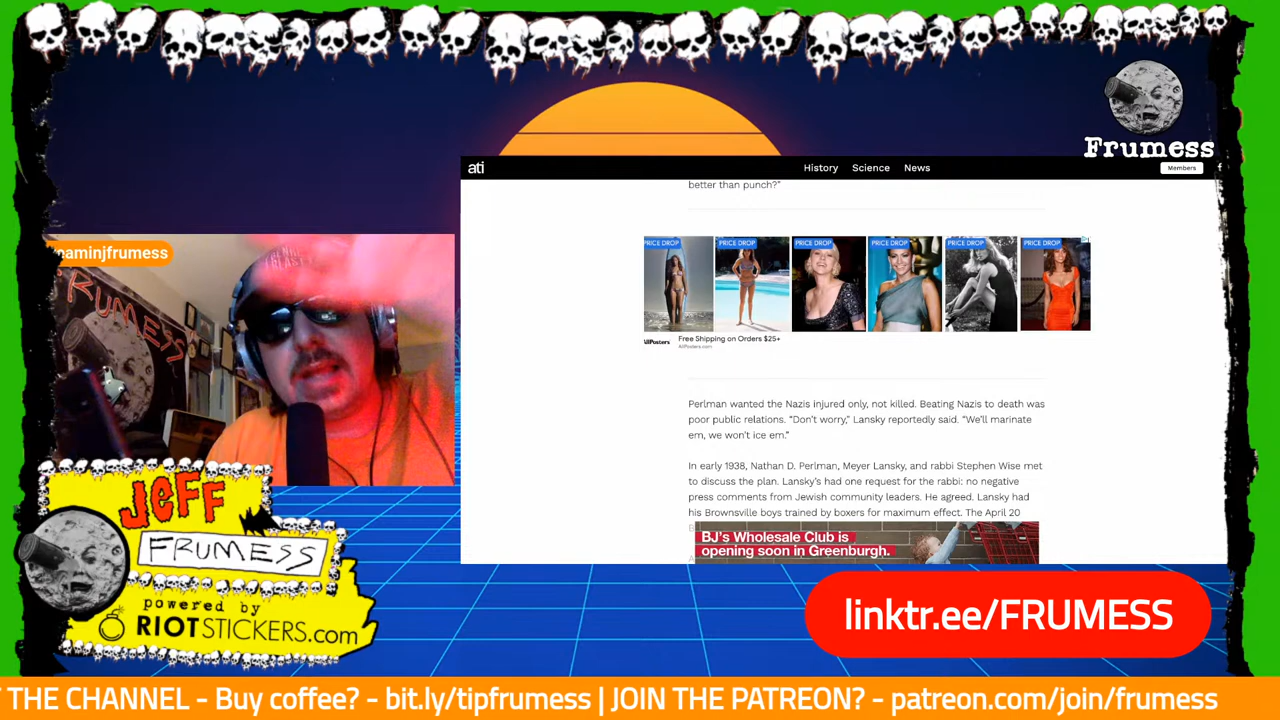 Frumess
ati
History Science News
Members
f
better than punch?"
PRICE DROP PRICE DROP PRICE DROP PRICE DROP PRICE DROP PRICE DROP
AllPosters
Free Shipping on Orders $25+
AllPosters.com
Perlman wanted the Nazis injured only, not killed. Beating Nazis to death was
poor public relations. “Don’t worry,” Lansky reportedly said. “We’ll marinate
em, we won’t ice em.”
In early 1938, Nathan D. Perlman, Meyer Lansky, and rabbi Stephen Wise met
to discuss the plan. Lansky’s had one request for the rabbi: no negative
press comments from Jewish community leaders. He agreed. Lansky had
his Brownsville boys trained by boxers for maximum effect. The April 20
BJ's Wholesale Club is
opening soon in Greenburgh.
eaminjfrumess
FRUMESS
JEFF
FRUMESS
powered by
RIOTSTICKERS.com
linktr.ee/FRUMESS
THE CHANNEL - Buy coffee? - bit.ly/tipfrumess | JOIN THE PATREON? - patreon.com/join/frumess